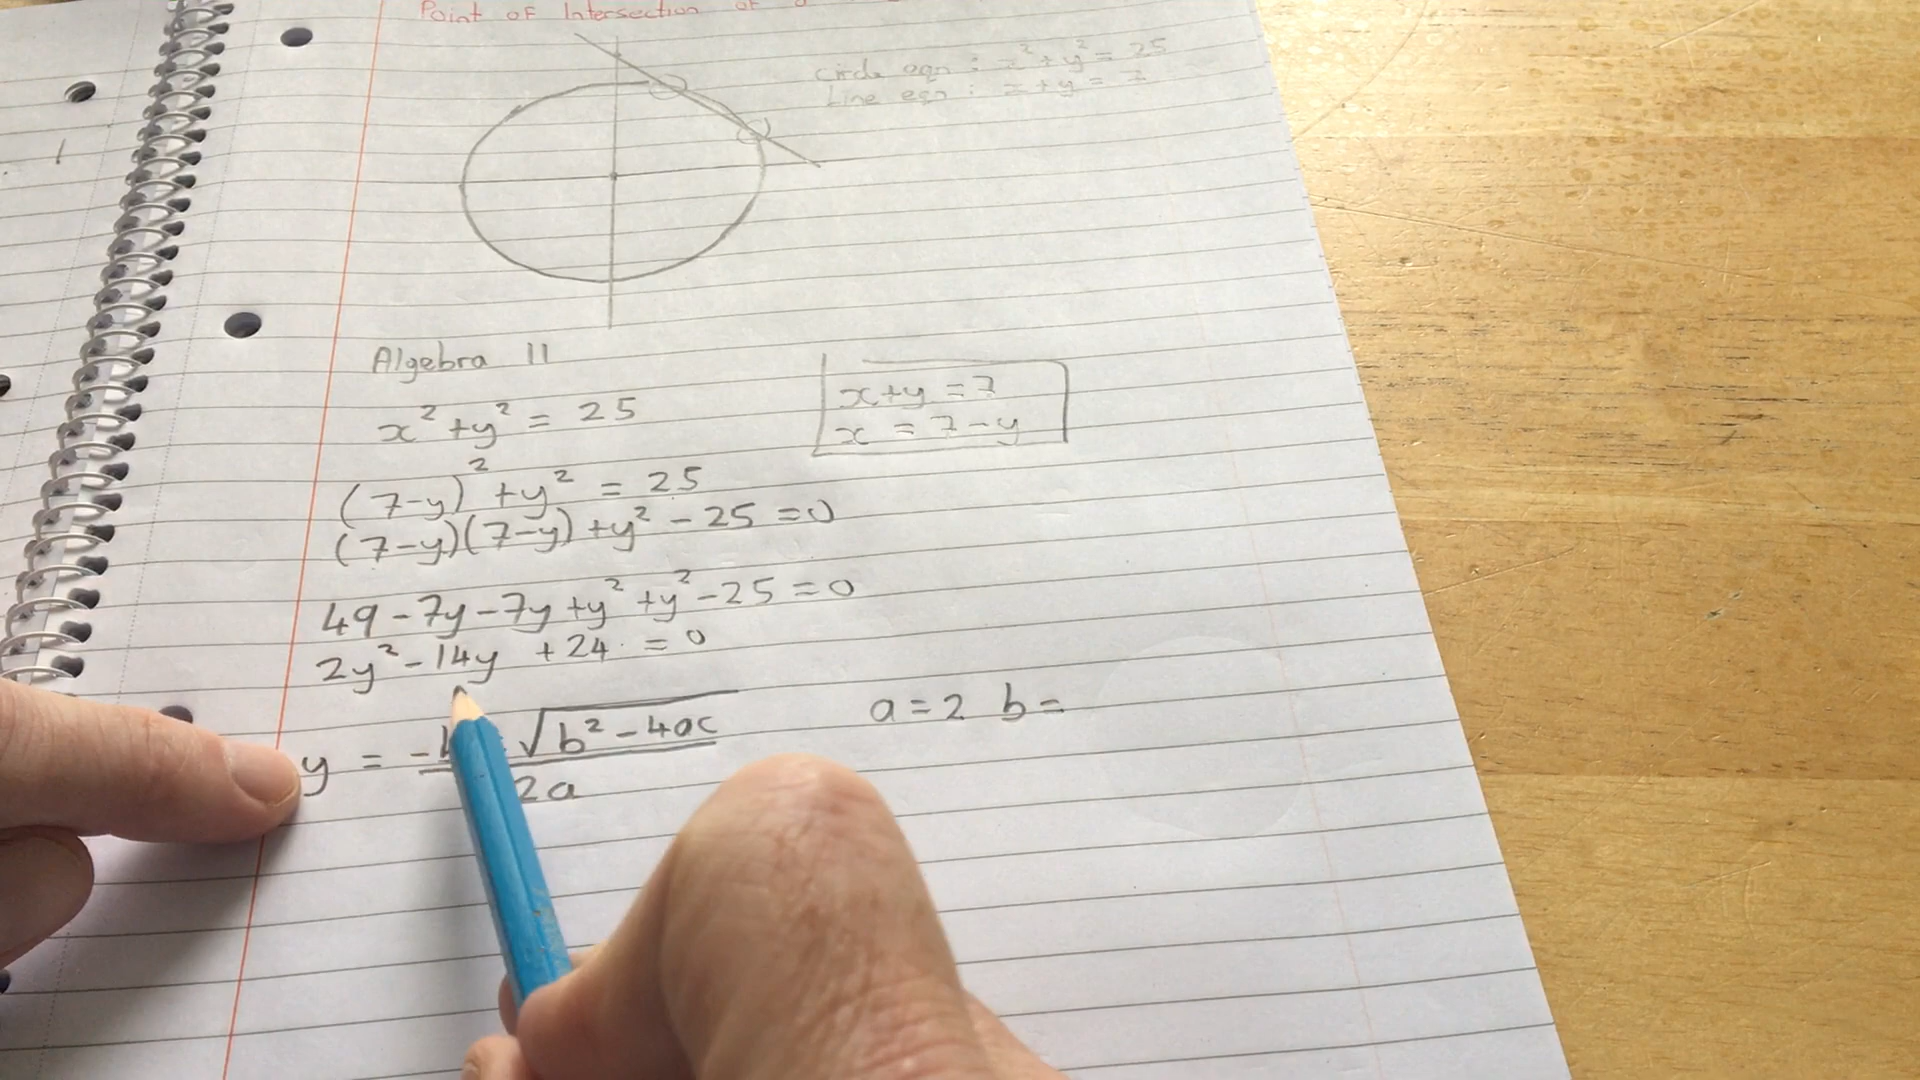 Point of Intersection of a
Circle eqn : x² + y² = 25
Line eqn : x + y = 7
Algebra 11
x² + y² = 25
x + y = 7
x = 7 - y
(7-y)² + y² = 25
(7-y)(7-y) + y² - 25 = 0
49 - 7y - 7y + y² + y² - 25 = 0
2y² - 14y + 24 = 0
a = 2 b =
y = √b² - 4ac
2a